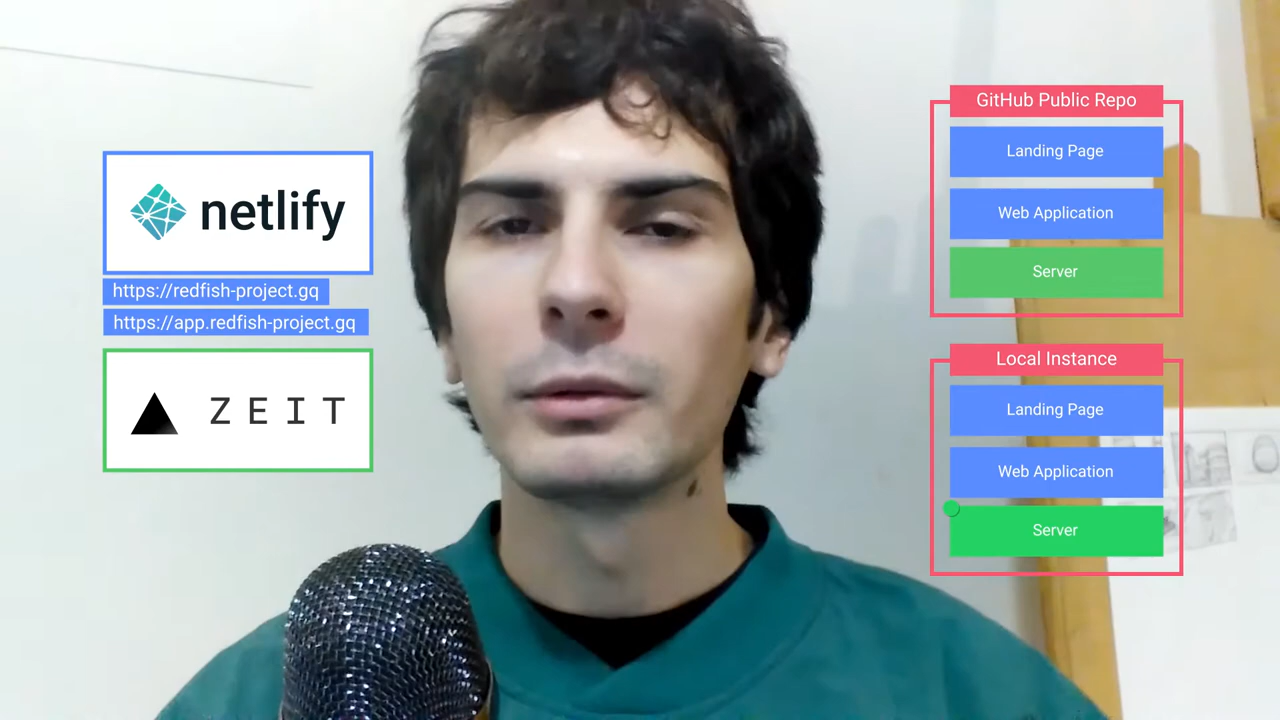 netlify
https://redfish-project.gq
https://app.redfish-project.gq
ZEIT
GitHub Public Repo
Landing Page
Web Application
Server
Local Instance
Landing Page
Web Application
Server